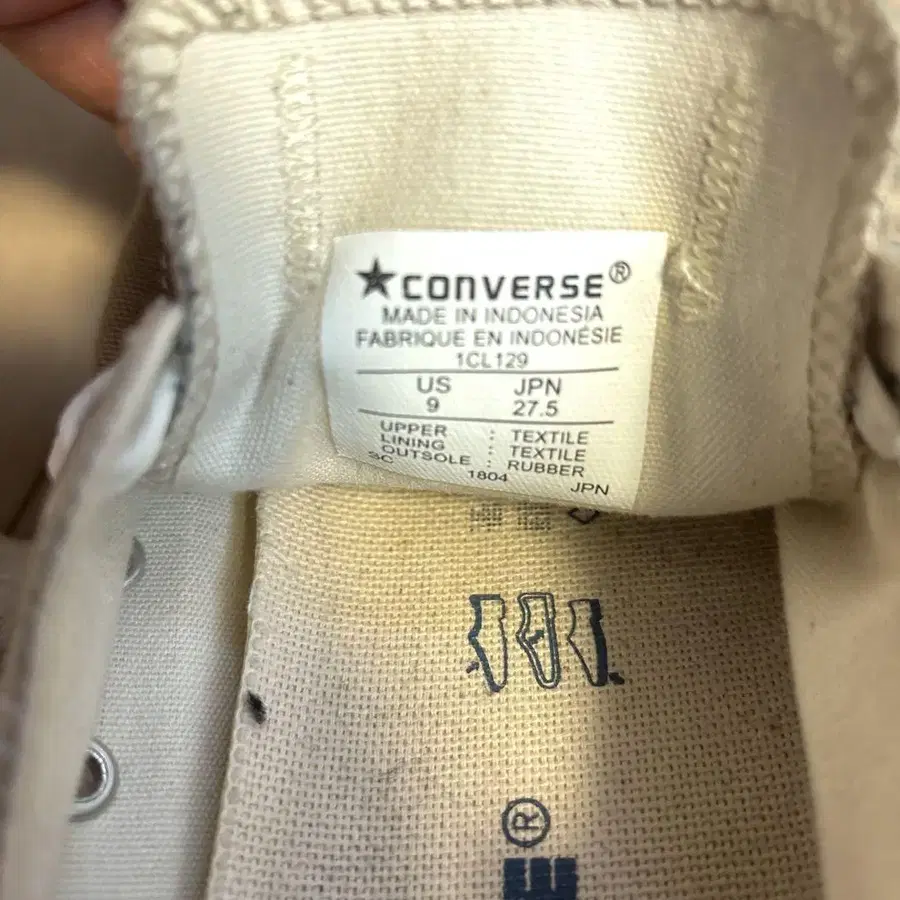 ★CONVERSE®
MADE IN INDONESIA
FABRIQUE EN INDONÉSIE
1CL129
US JPN
9 27.5
UPPER : TEXTILE
LINING : TEXTILE
OUTSOLE : RUBBER
SC 1804 JPN
®
E